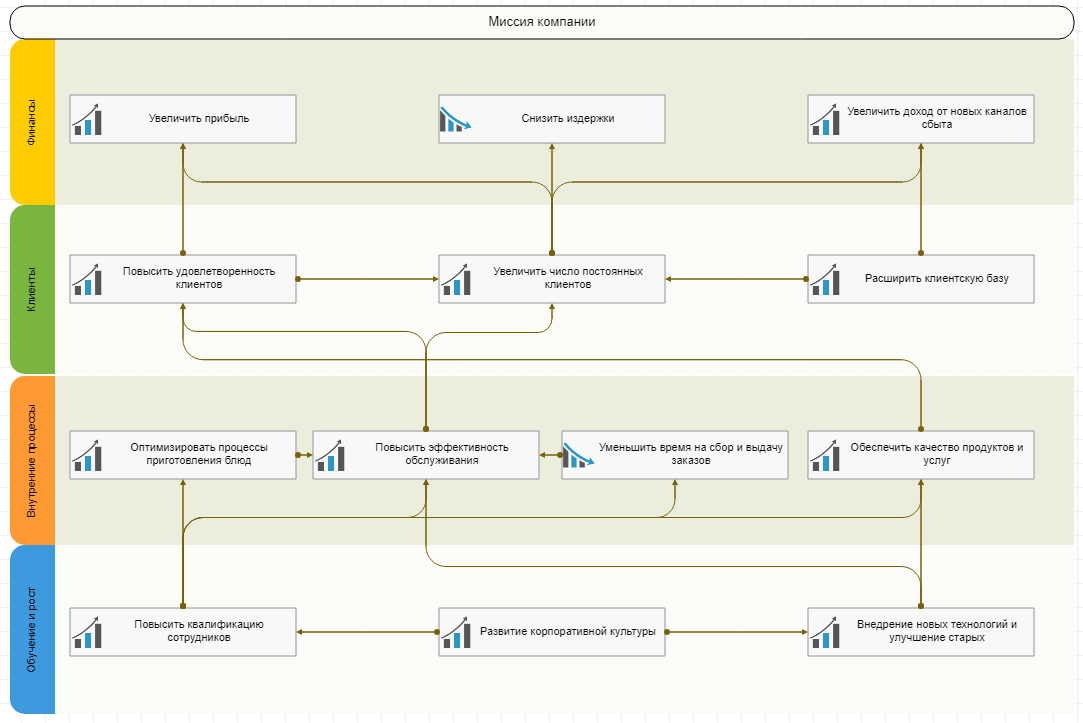 Миссия компании
Финансы
Увеличить прибыль
Снизить издержки
Увеличить доход от новых каналов
сбыта
Клиенты
Повысить удовлетворенность
клиентов
Увеличить число постоянных
клиентов
Расширить клиентскую базу
Внутренние процессы
Оптимизировать процессы
приготовления блюд
Повысить эффективность
обслуживания
Уменьшить время на сбор и выдачу
заказов
Обеспечить качество продуктов и
услуг
Обучение и рост
Повысить квалификацию
сотрудников
Развитие корпоративной культуры
Внедрение новых технологий и
улучшение старых